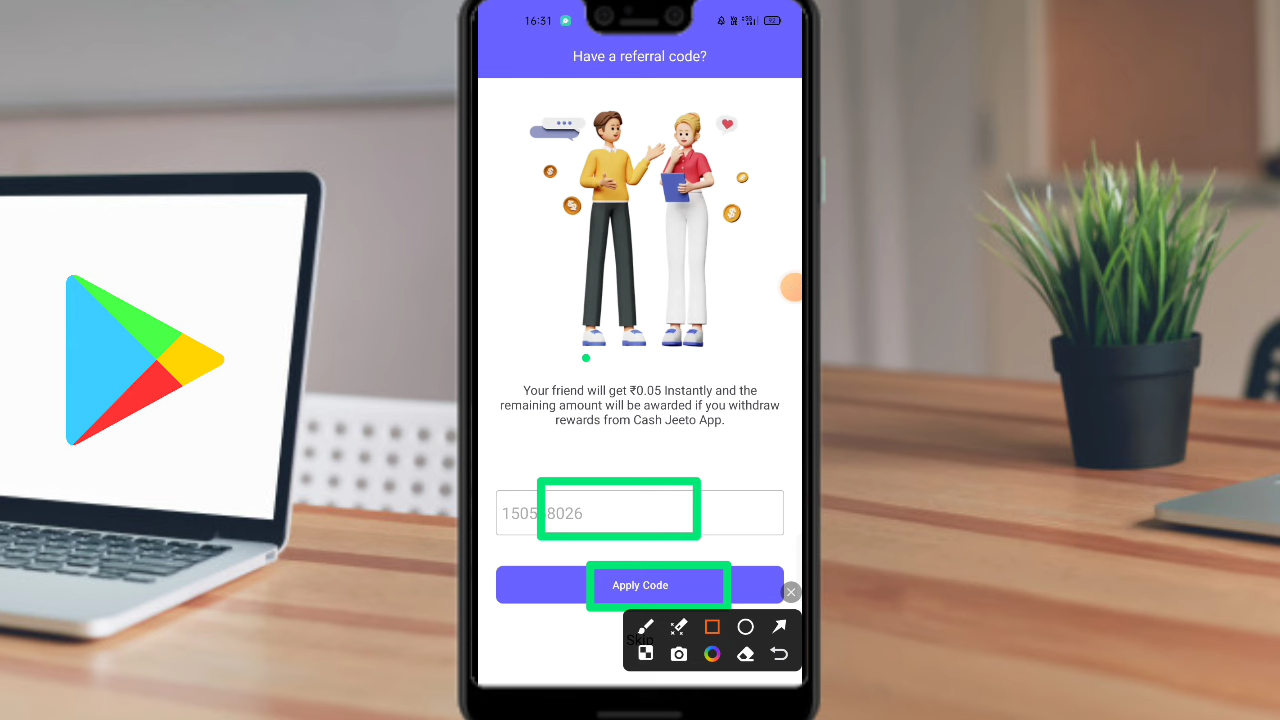 16:31
92
Have a referral code?
Your friend will get ₹0.05 Instantly and the
remaining amount will be awarded if you withdraw
rewards from Cash Jeeto App.
Apply Code
Skip